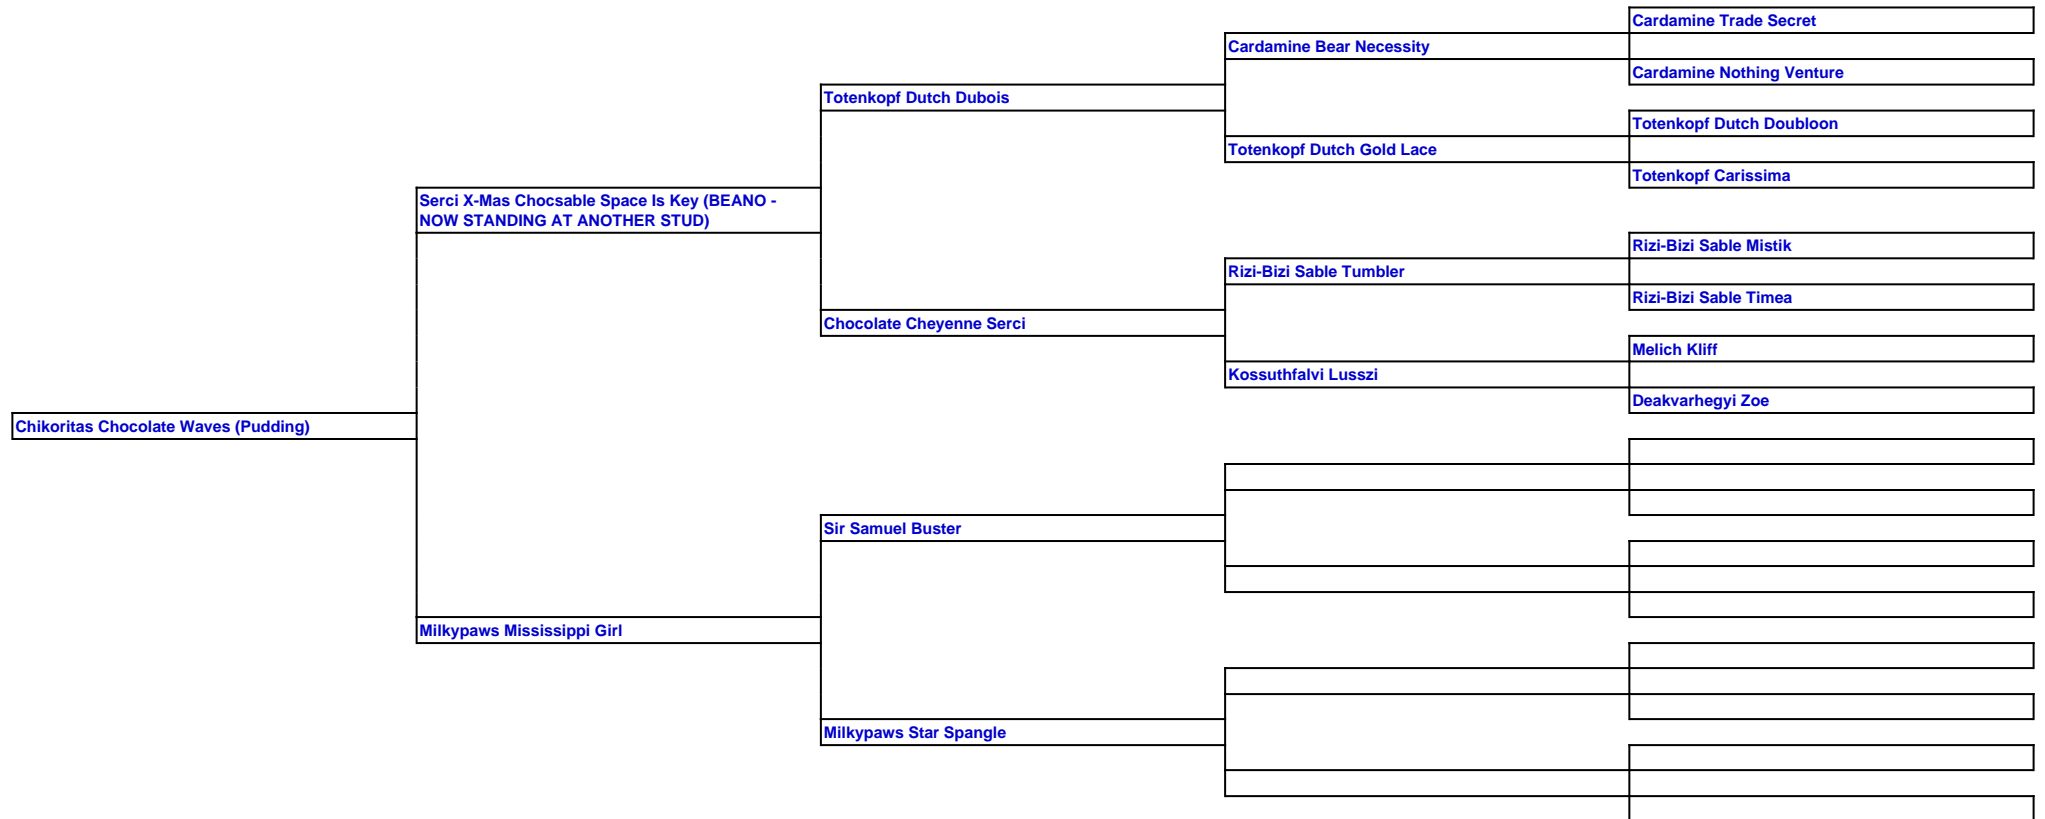 Cardamine Trade Secret
Cardamine Bear Necessity
Cardamine Nothing Venture
Totenkopf Dutch Dubois
Totenkopf Dutch Doubloon
Totenkopf Dutch Gold Lace
Totenkopf Carissima
Serci X-Mas Chocsable Space Is Key (BEANO -
NOW STANDING AT ANOTHER STUD)
Rizi-Bizi Sable Mistik
Rizi-Bizi Sable Tumbler
Rizi-Bizi Sable Timea
Chocolate Cheyenne Serci
Melich Kliff
Kossuthfalvi Lusszi
Deakvarhegyi Zoe
Chikoritas Chocolate Waves (Pudding)
Sir Samuel Buster
Milkypaws Mississippi Girl
Milkypaws Star Spangle